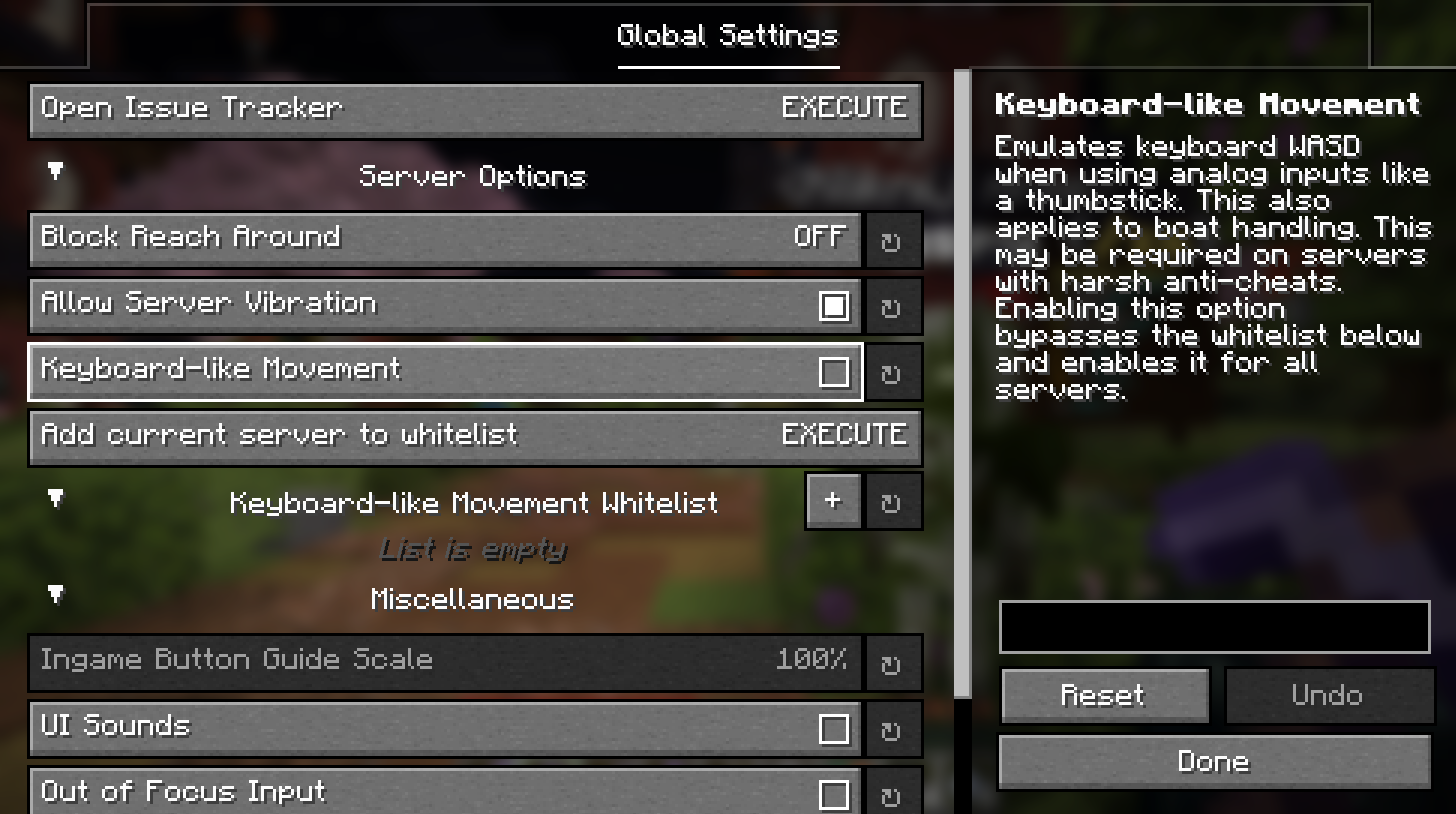 Global Settings
Open Issue Tracker EXECUTE
Server Options
Block Reach Around OFF
Allow Server Vibration
Keyboard-like Movement
Add current server to whitelist EXECUTE
Keyboard-like Movement Whitelist +
List is empty
Miscellaneous
Ingame Button Guide Scale 100%
UI Sounds
Out of Focus Input
Keyboard-like Movement
Emulates keyboard WASD
when using analog inputs like
a thumbstick. This also
applies to boat handling. This
may be required on servers
with harsh anti-cheats.
Enabling this option
bypasses the whitelist below
and enables it for all
servers.
Reset Undo
Done